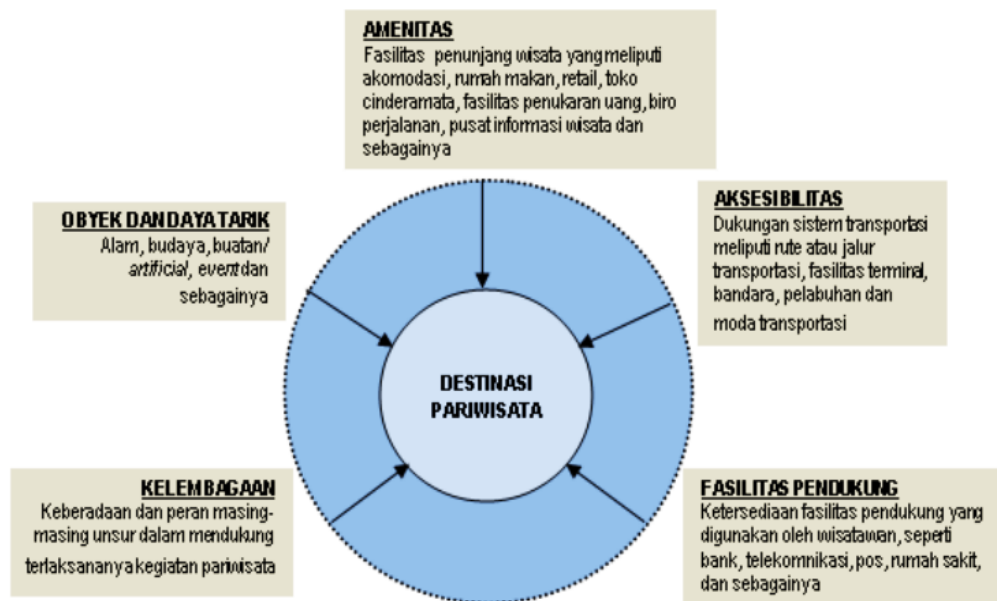 AMENITAS
Fasilitas penunjang wisata yang meliputi
akomodasi, rumah makan, retail, toko
cinderamata, fasilitas penukaran uang, biro
perjalanan, pusat informasi wisata dan
sebagainya
OBYEK DAN DAYA TARIK
Alam, budaya, buatan/
artificial, event dan
sebagainya
AKSESIBILITAS
Dukungan sistem transportasi
meliputi rute atau jalur
transportasi, fasilitas terminal,
bandara, pelabuhan dan
moda transportasi
DESTINASI
PARIWISATA
KELEMBAGAAN
Keberadaan dan peran masing-
masing unsur dalam mendukung
terlaksananya kegiatan pariwisata
FASILITAS PENDUKUNG
Ketersediaan fasilitas pendukung yang
digunakan oleh wisatawan, seperti
bank, telekomnikasi, pos, rumah sakit,
dan sebagainya